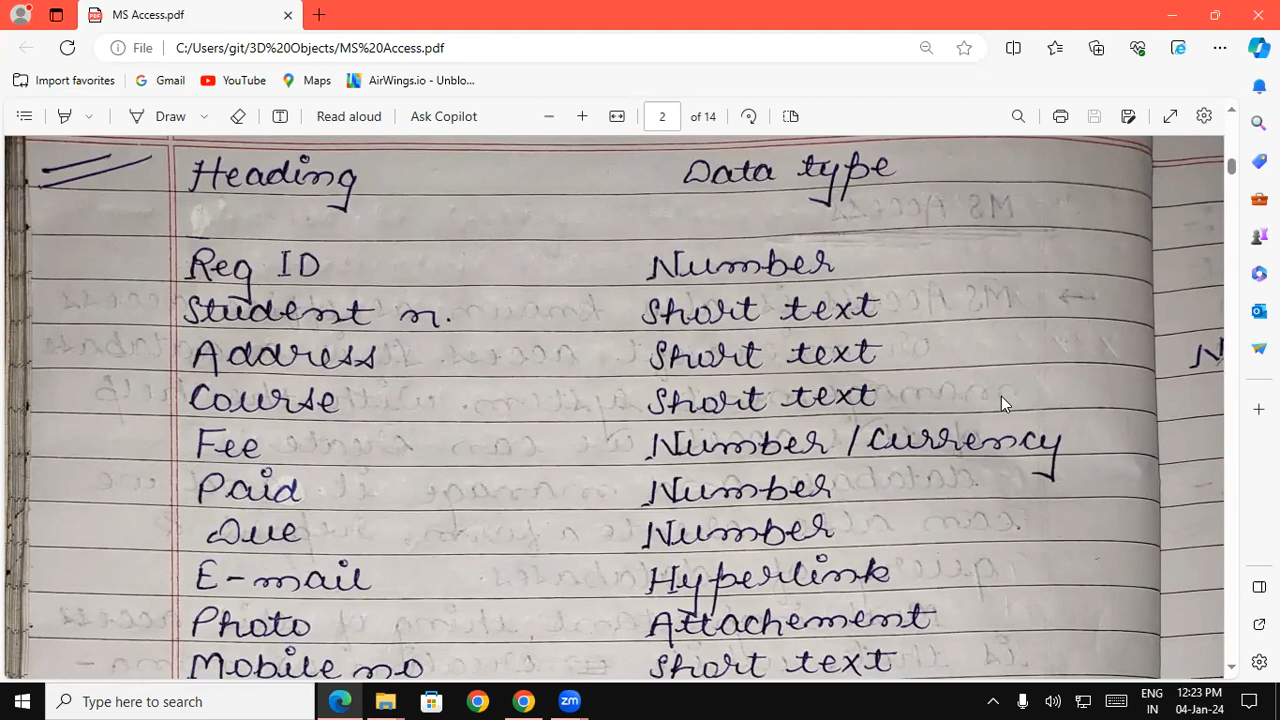 MS Access.pdf
File C:/Users/git/3D%20Objects/MS%20Access.pdf
Import favorites Gmail YouTube Maps AirWings.io - Unblo...
Draw Read aloud Ask Copilot 2 of 14
Heading Data type
Reg ID Number
Student n. Short text
Address Short text
Course Short text
Fee Number / Currency
Paid Number
Due Number
E-mail Hyperlink
Photo Attachement
Mobile no Short text
Type here to search
zm
ENG
IN
12:23 PM
04-Jan-24